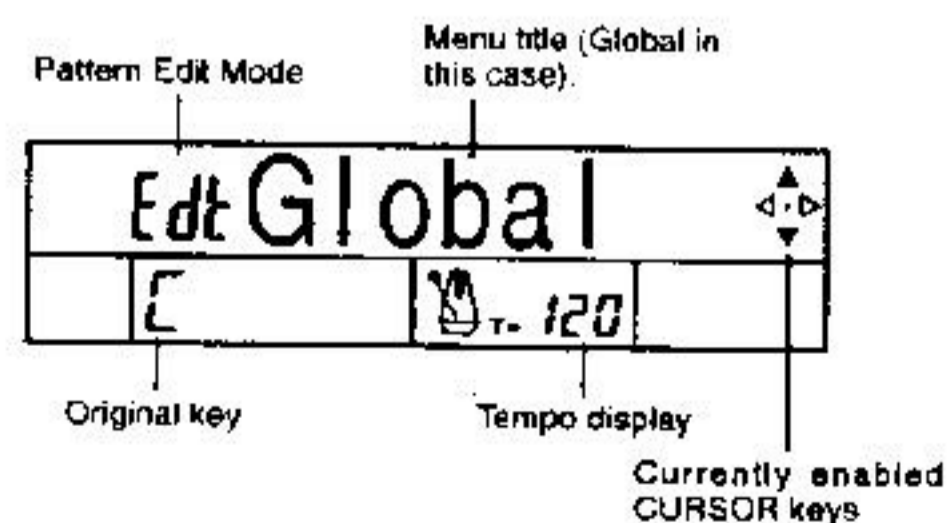 Menu title (Global in
this case).
Pattern Edit Mode
Edt Global
C
T= 120
Original key
Tempo display
Currently enabled
CURSOR keys